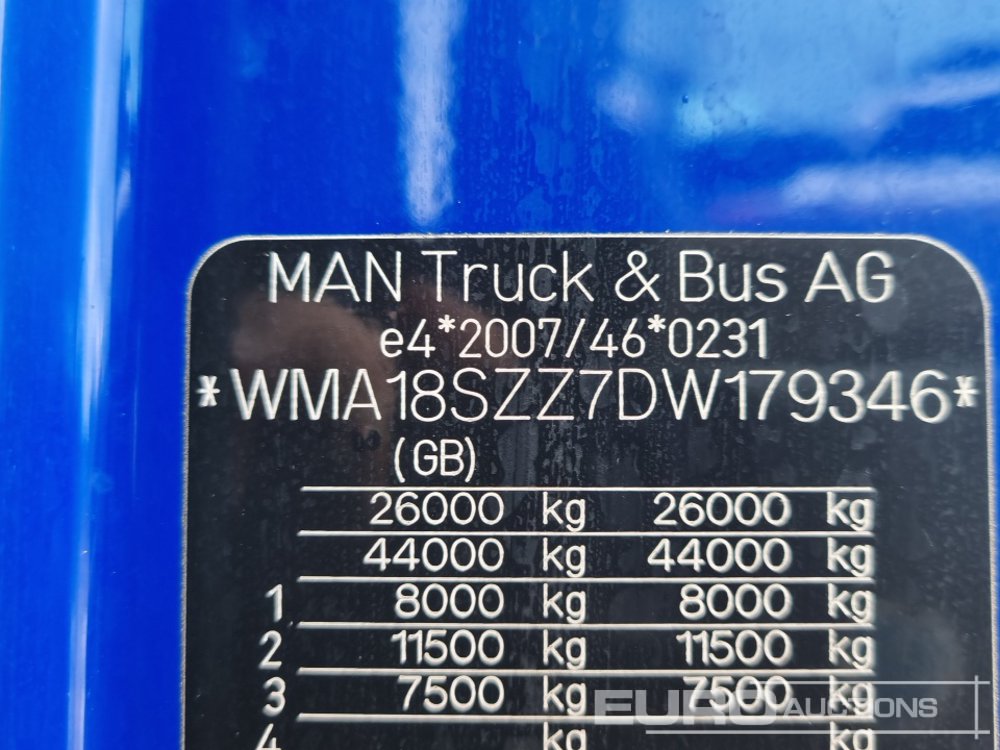 MAN Truck & Bus AG
e4*2007/46*0231
*WMA18SZZ7DW179346*
(GB)
26000 kg 26000 kg
44000 kg 44000 kg
1 8000 kg 8000 kg
2 11500 kg 11500 kg
3 7500 kg 7500 kg
4 kg kg
EURO AUCTIONS